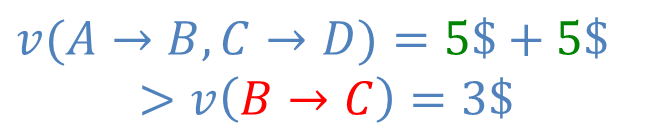 v(A → B, C → D) = 5$ + 5$
> v(B → C) = 3$